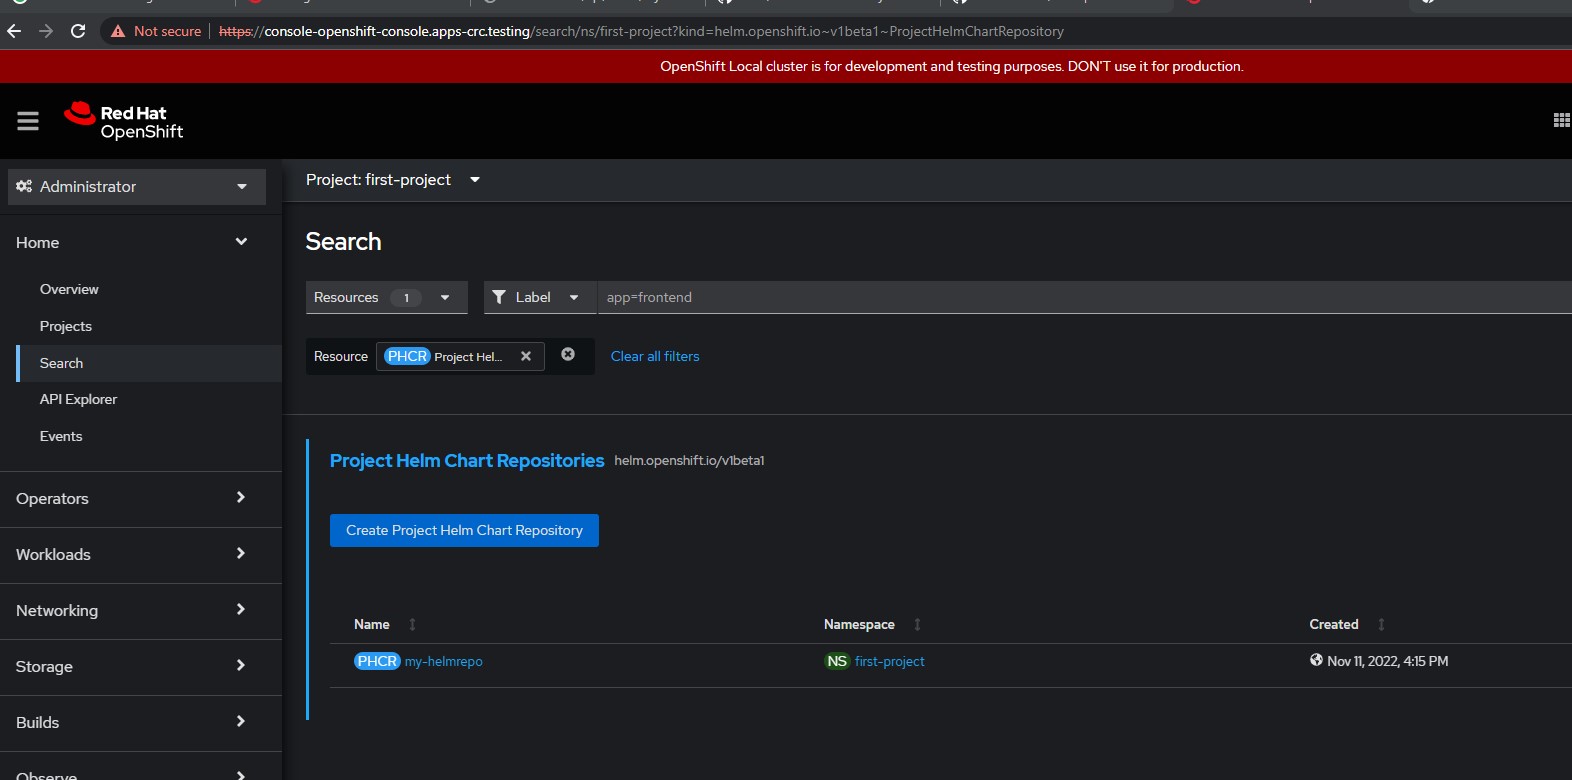 Not secure | https://console-openshift-console.apps-crc.testing/search/ns/first-project?kind=helm.openshift.io~v1beta1~ProjectHelmChartRepository
OpenShift Local cluster is for development and testing purposes. DON'T use it for production.
Red Hat
OpenShift
Administrator
Project: first-project
Home
Overview
Projects
Search
API Explorer
Events
Operators
Workloads
Networking
Storage
Builds
Observe
Search
Resources 1 Label app=frontend
Resource PHCR Project Hel... Clear all filters
Project Helm Chart Repositories helm.openshift.io/v1beta1
Create Project Helm Chart Repository
Name Namespace Created
PHCR my-helmrepo NS first-project Nov 11, 2022, 4:15 PM